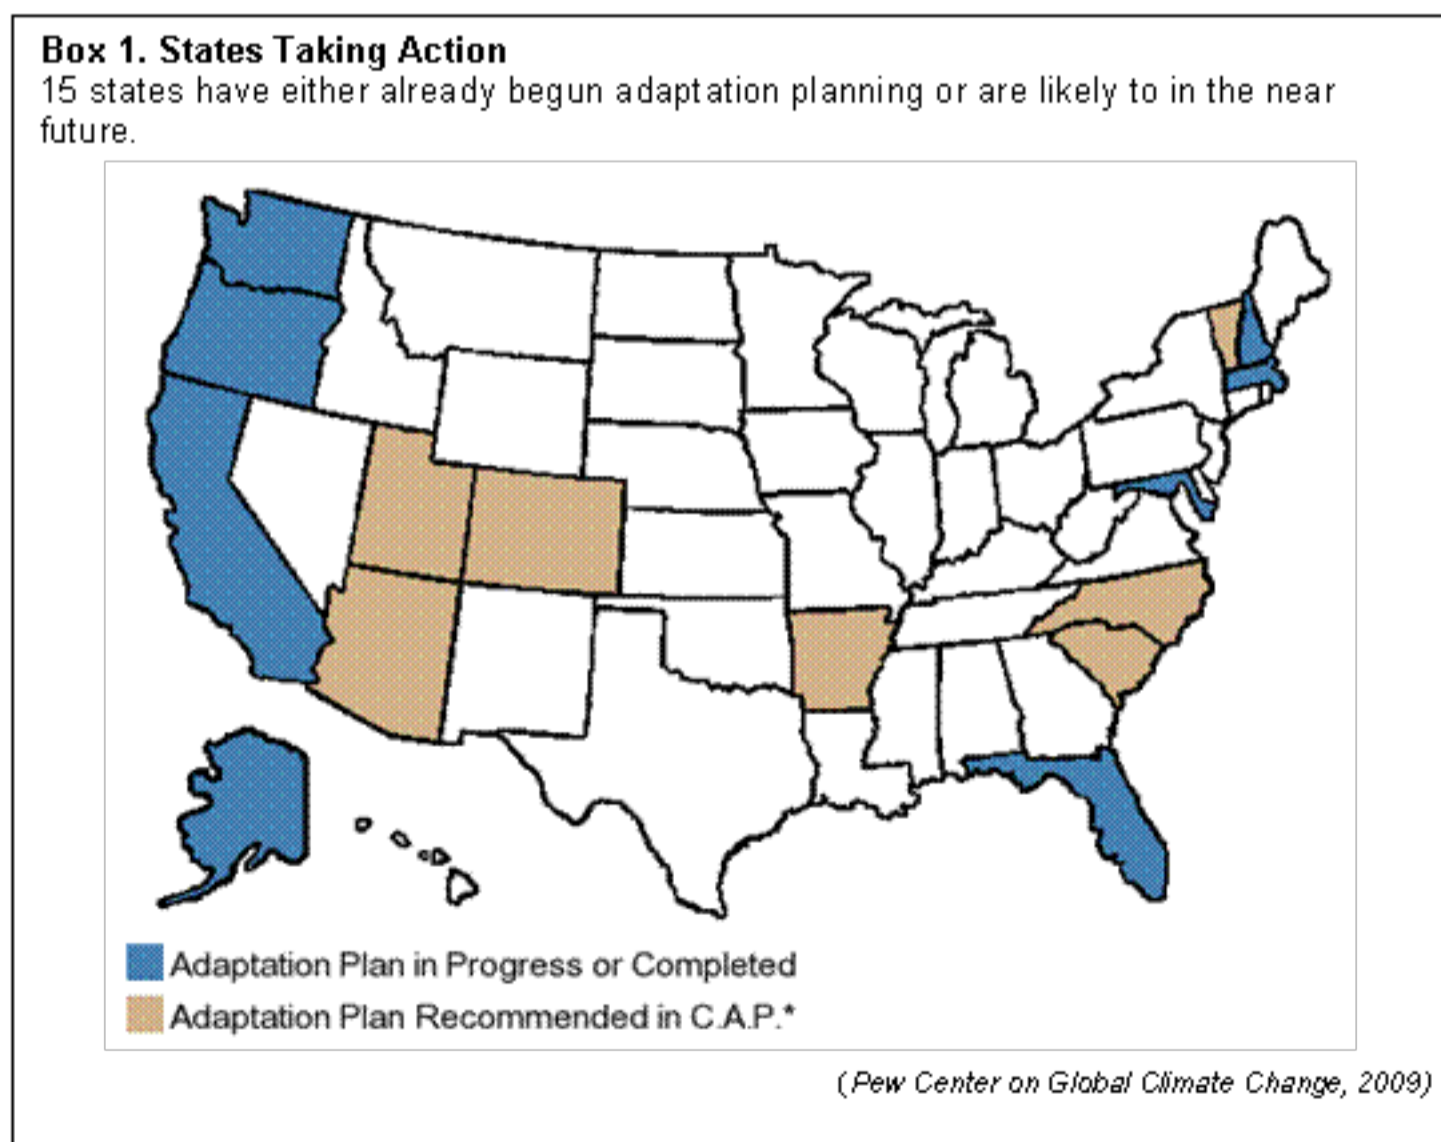 Box 1. States Taking Action
15 states have either already begun adaptation planning or are likely to in the near
future.
Adaptation Plan in Progress or Completed
Adaptation Plan Recommended in C.A.P.*
(Pew Center on Global Climate Change, 2009)